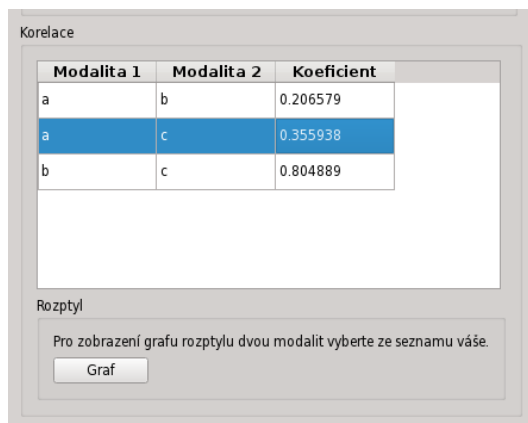 Korelace
Modalita 1 Modalita 2 Koeficient
a b 0.206579
a c 0.355938
b c 0.804889
Rozptyl
Pro zobrazení grafu rozptylu dvou modalit vyberte ze seznamu váše.
Graf